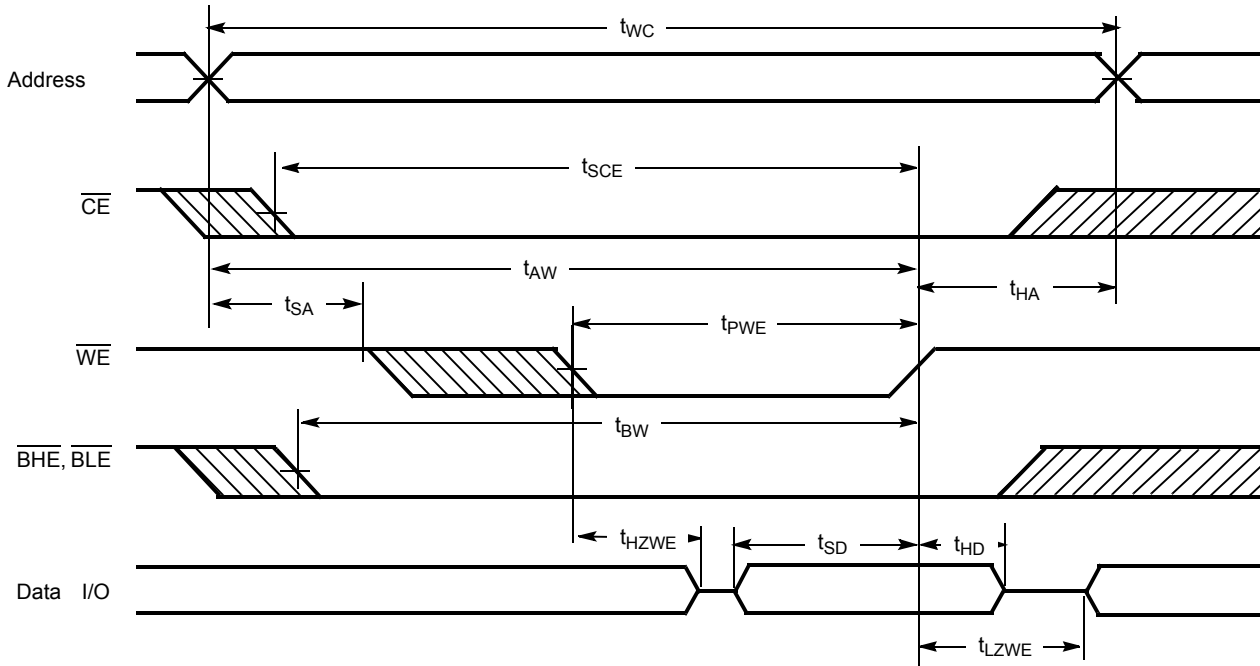 tWC
Address
tSCE
CE
tAW
tSA
tHA
tPWE
WE
tBW
BHE, BLE
tHZWE
tSD
tHD
Data I/O
tLZWE